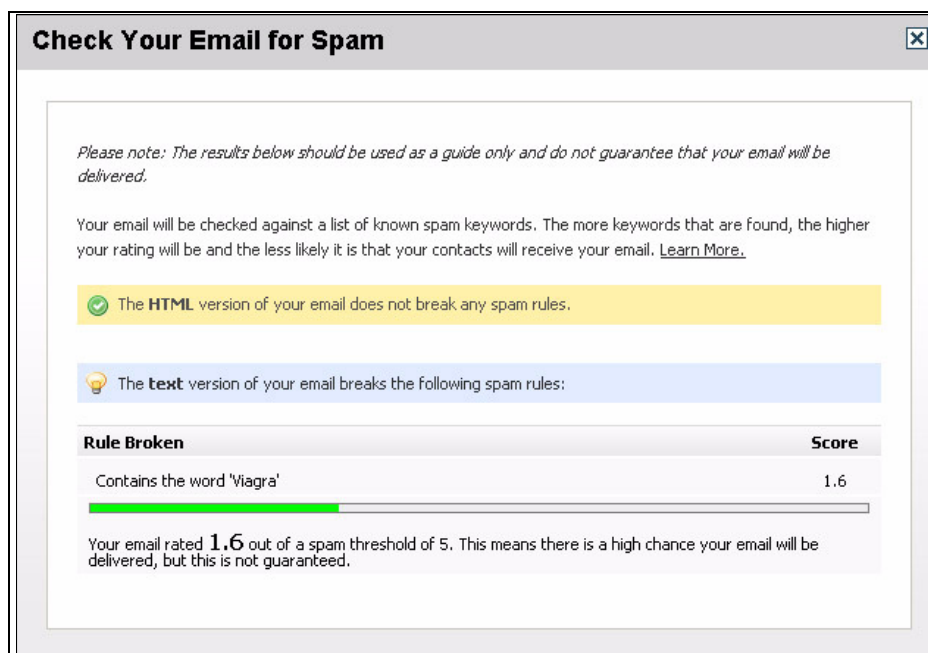 Check Your Email for Spam
Please note: The results below should be used as a guide only and do not guarantee that your email will be
delivered.
Your email will be checked against a list of known spam keywords. The more keywords that are found, the higher
your rating will be and the less likely it is that your contacts will receive your email. Learn More.
The HTML version of your email does not break any spam rules.
The text version of your email breaks the following spam rules:
Rule Broken Score
Contains the word 'Viagra' 1.6
Your email rated 1.6 out of a spam threshold of 5. This means there is a high chance your email will be
delivered, but this is not guaranteed.